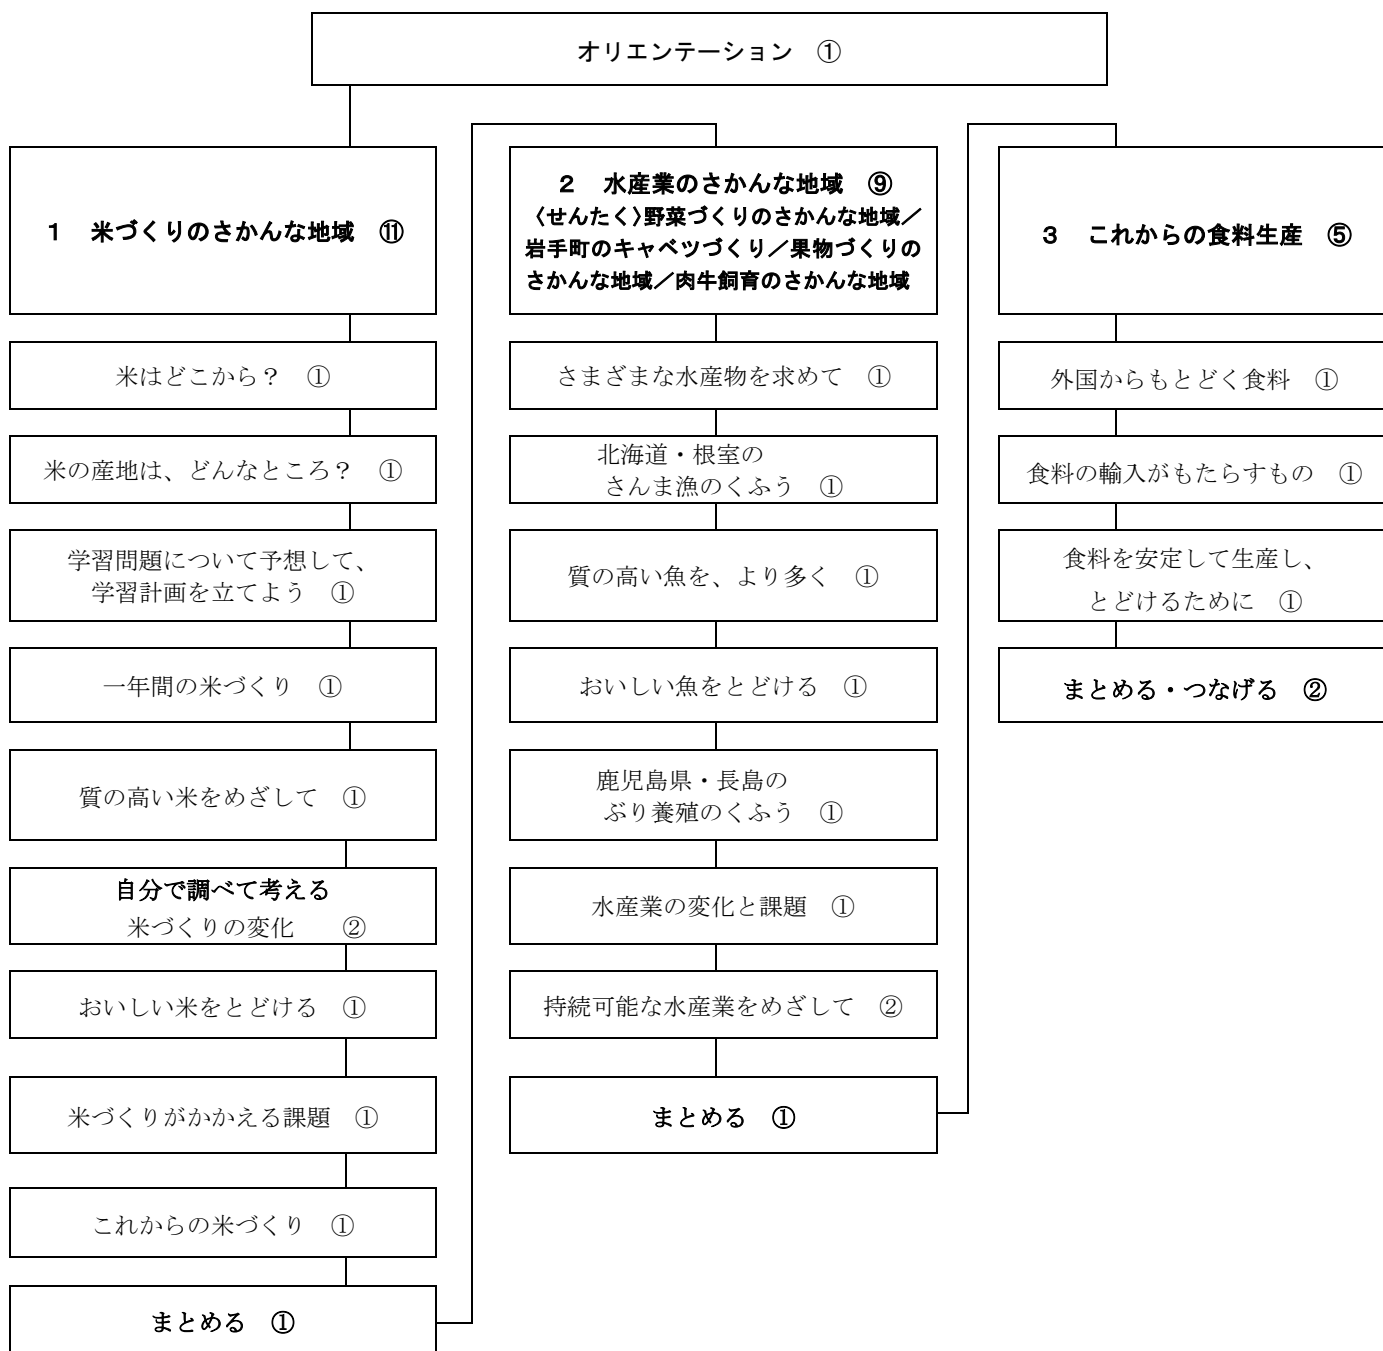 オリエンテーション　①
１　米づくりのさかんな地域　⑪
米はどこから？　①
米の産地は、どんなところ？　①
学習問題について予想して、
学習計画を立てよう　①
一年間の米づくり　①
質の高い米をめざして　①
自分で調べて考える
米づくりの変化　　②
おいしい米をとどける　①
米づくりがかかえる課題　①
これからの米づくり　①
まとめる　①
２　水産業のさかんな地域　⑨
〈せんたく〉野菜づくりのさかんな地域／
岩手町のキャベツづくり／果物づくりの
さかんな地域／肉牛飼育のさかんな地域
さまざまな水産物を求めて　①
北海道・根室の
さんま漁のくふう　①
質の高い魚を、より多く　①
おいしい魚をとどける　①
鹿児島県・長島の
ぶり養殖のくふう　①
水産業の変化と課題　①
持続可能な水産業をめざして　②
まとめる　①
３　これからの食料生産　⑤
外国からもとどく食料　①
食料の輸入がもたらすもの　①
食料を安定して生産し、
とどけるために　①
まとめる・つなげる　②